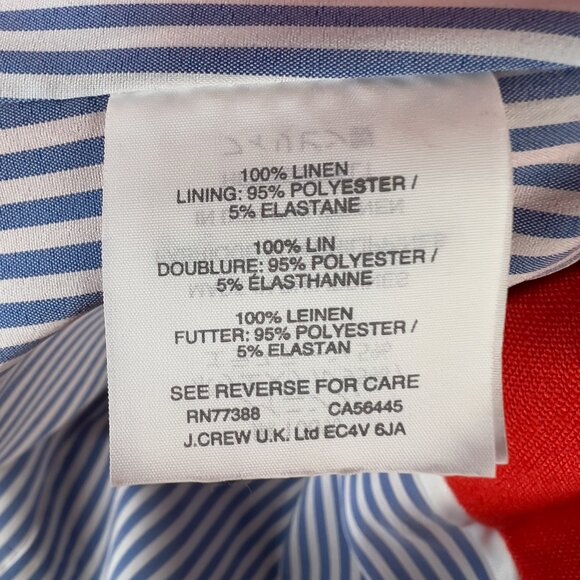 100% LINEN
LINING: 95% POLYESTER /
5% ELASTANE
100% LIN
DOUBLURE: 95% POLYESTER /
5% ÉLASTHANNE
100% LEINEN
FUTTER: 95% POLYESTER /
5% ELASTAN
SEE REVERSE FOR CARE
RN77388 CA56445
J.CREW U.K. Ltd EC4V 6JA